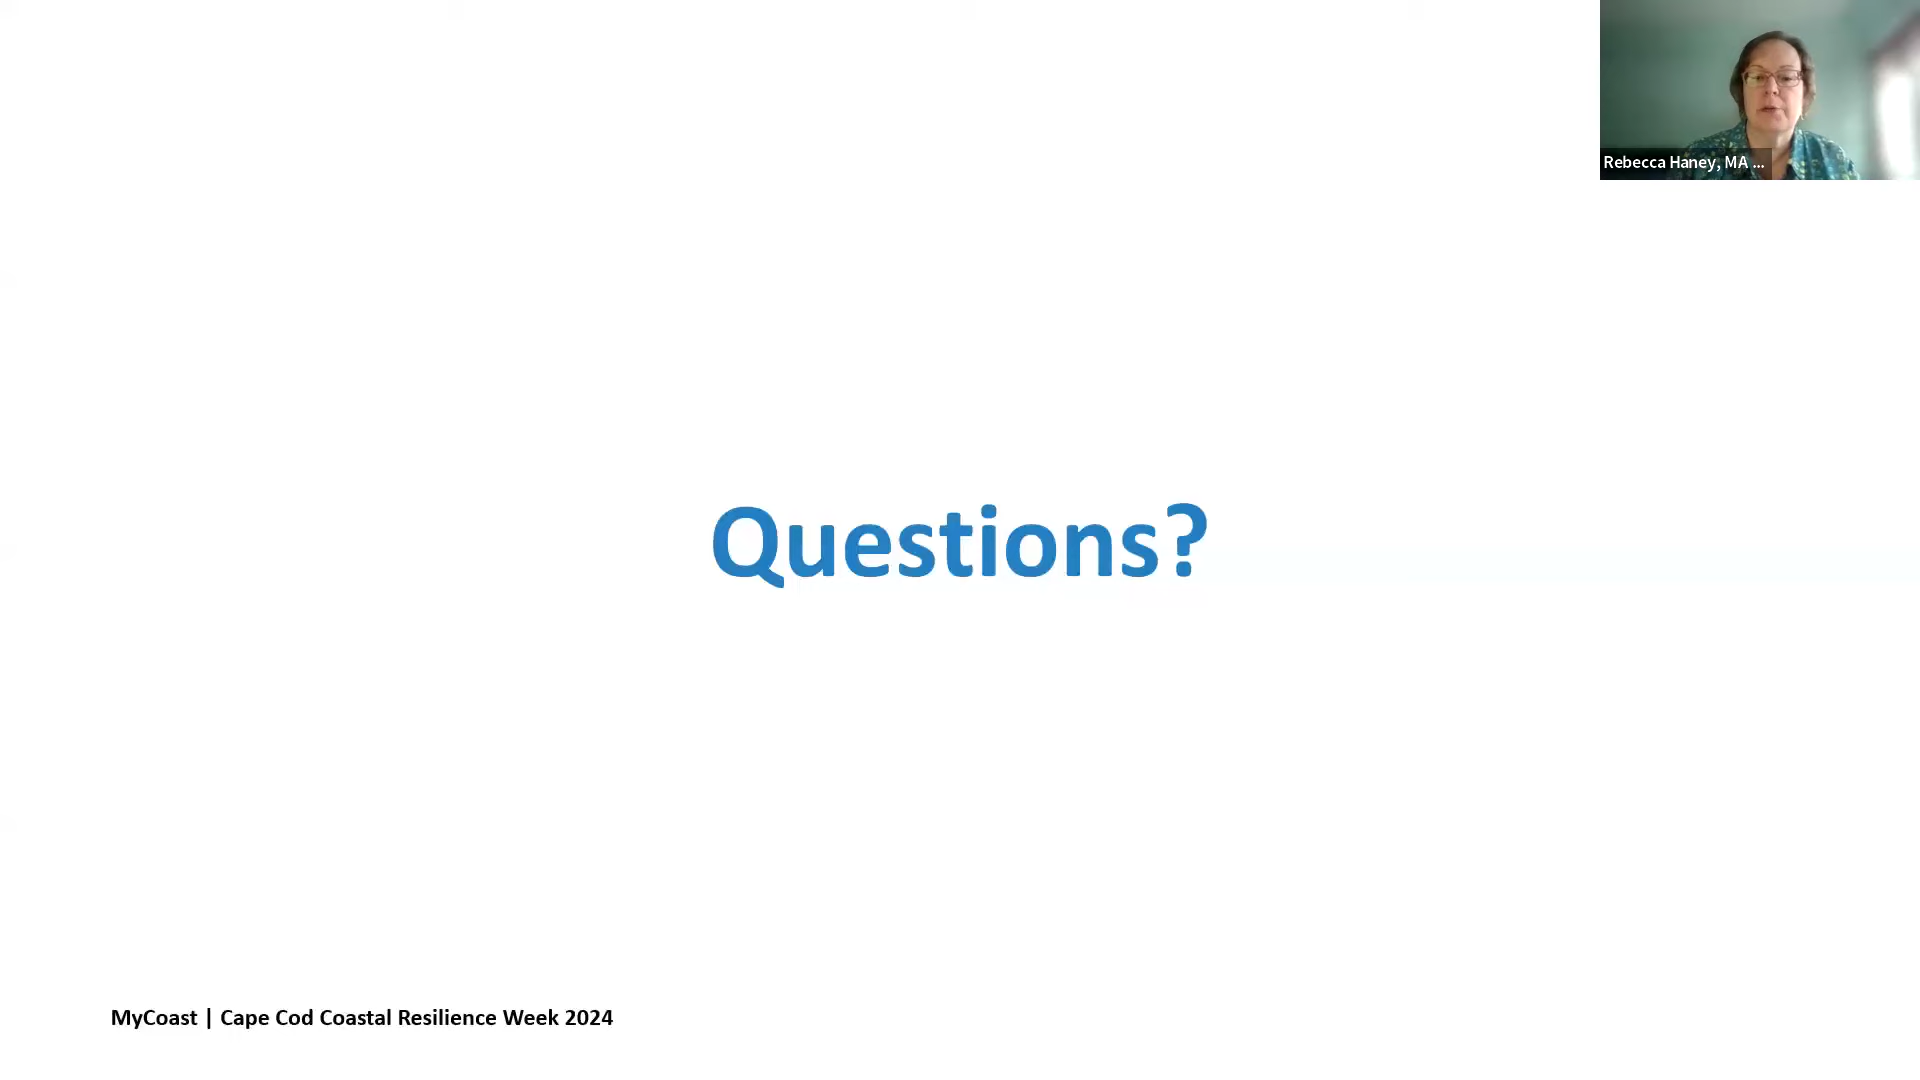 Rebecca Haney, MA ...
Questions?
MyCoast | Cape Cod Coastal Resilience Week 2024